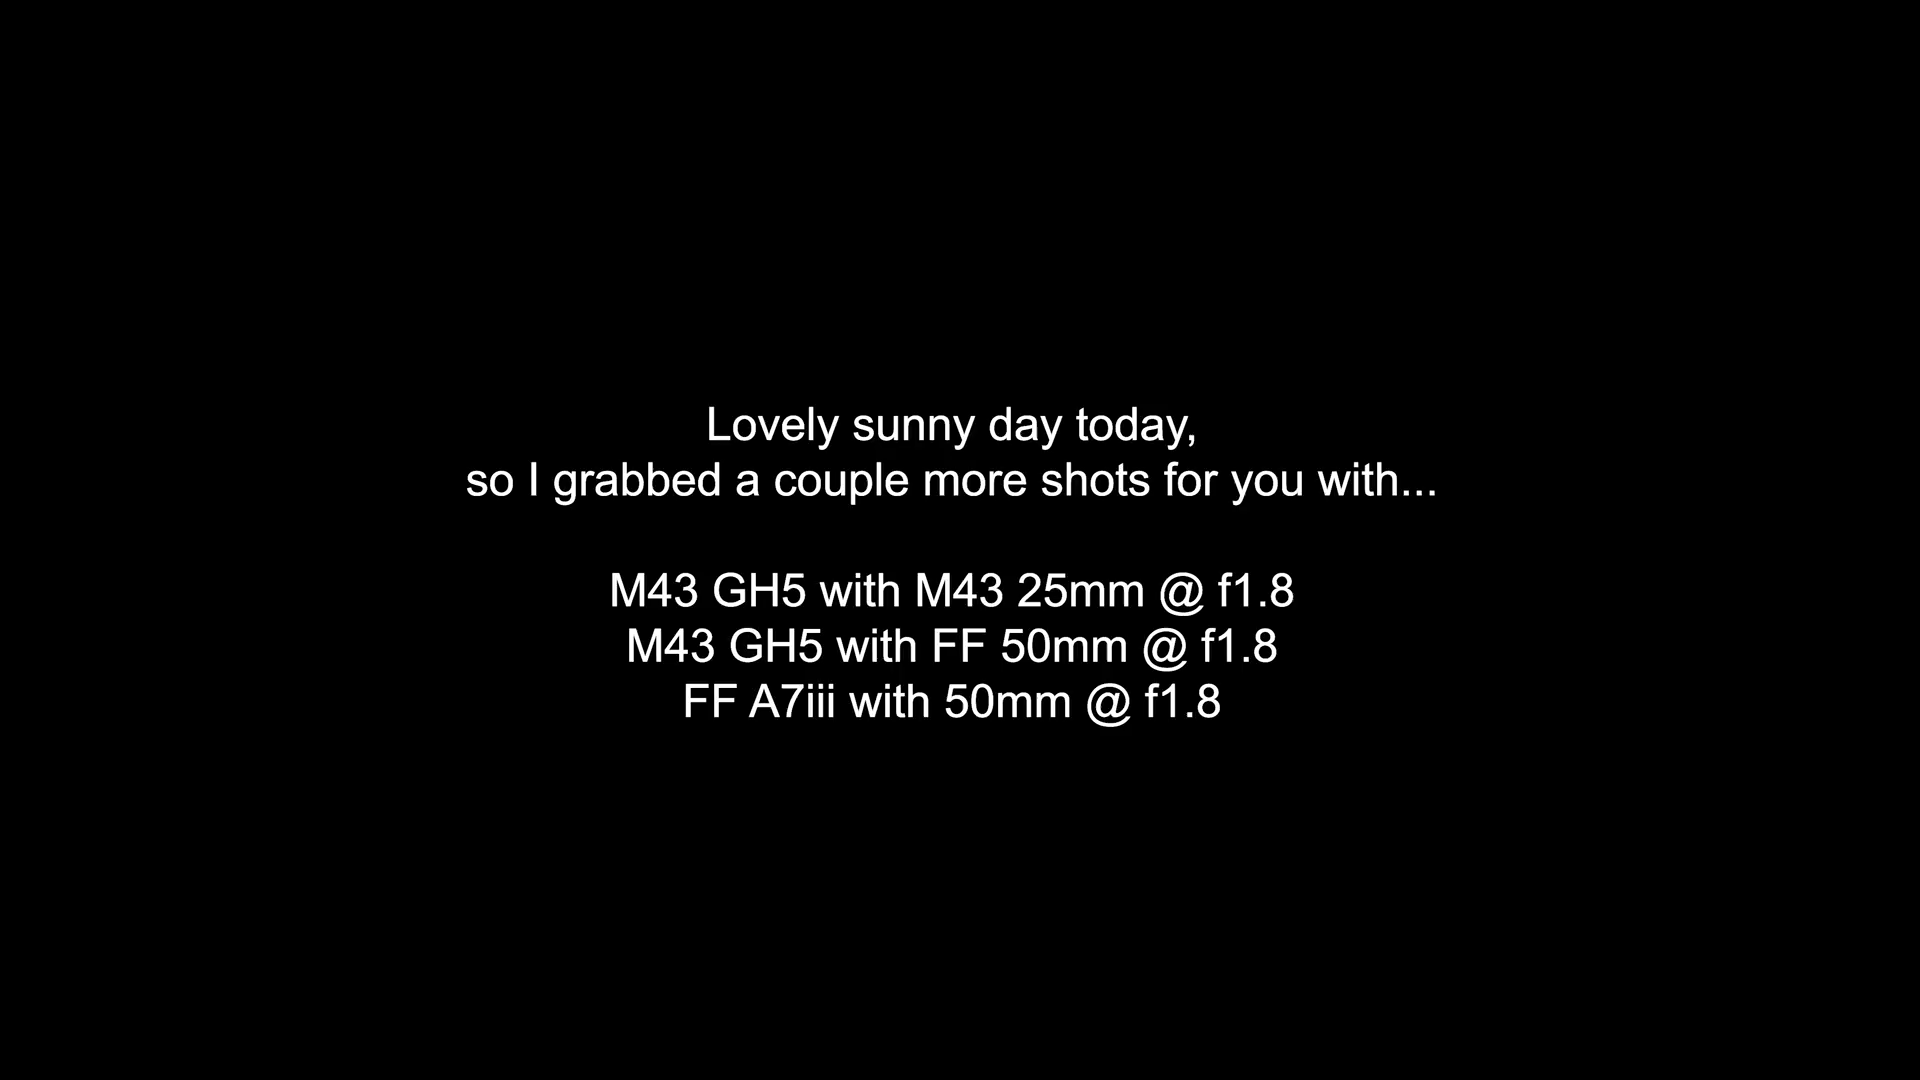 Lovely sunny day today,
so I grabbed a couple more shots for you with...
M43 GH5 with M43 25mm @ f1.8
M43 GH5 with FF 50mm @ f1.8
FF A7iii with 50mm @ f1.8